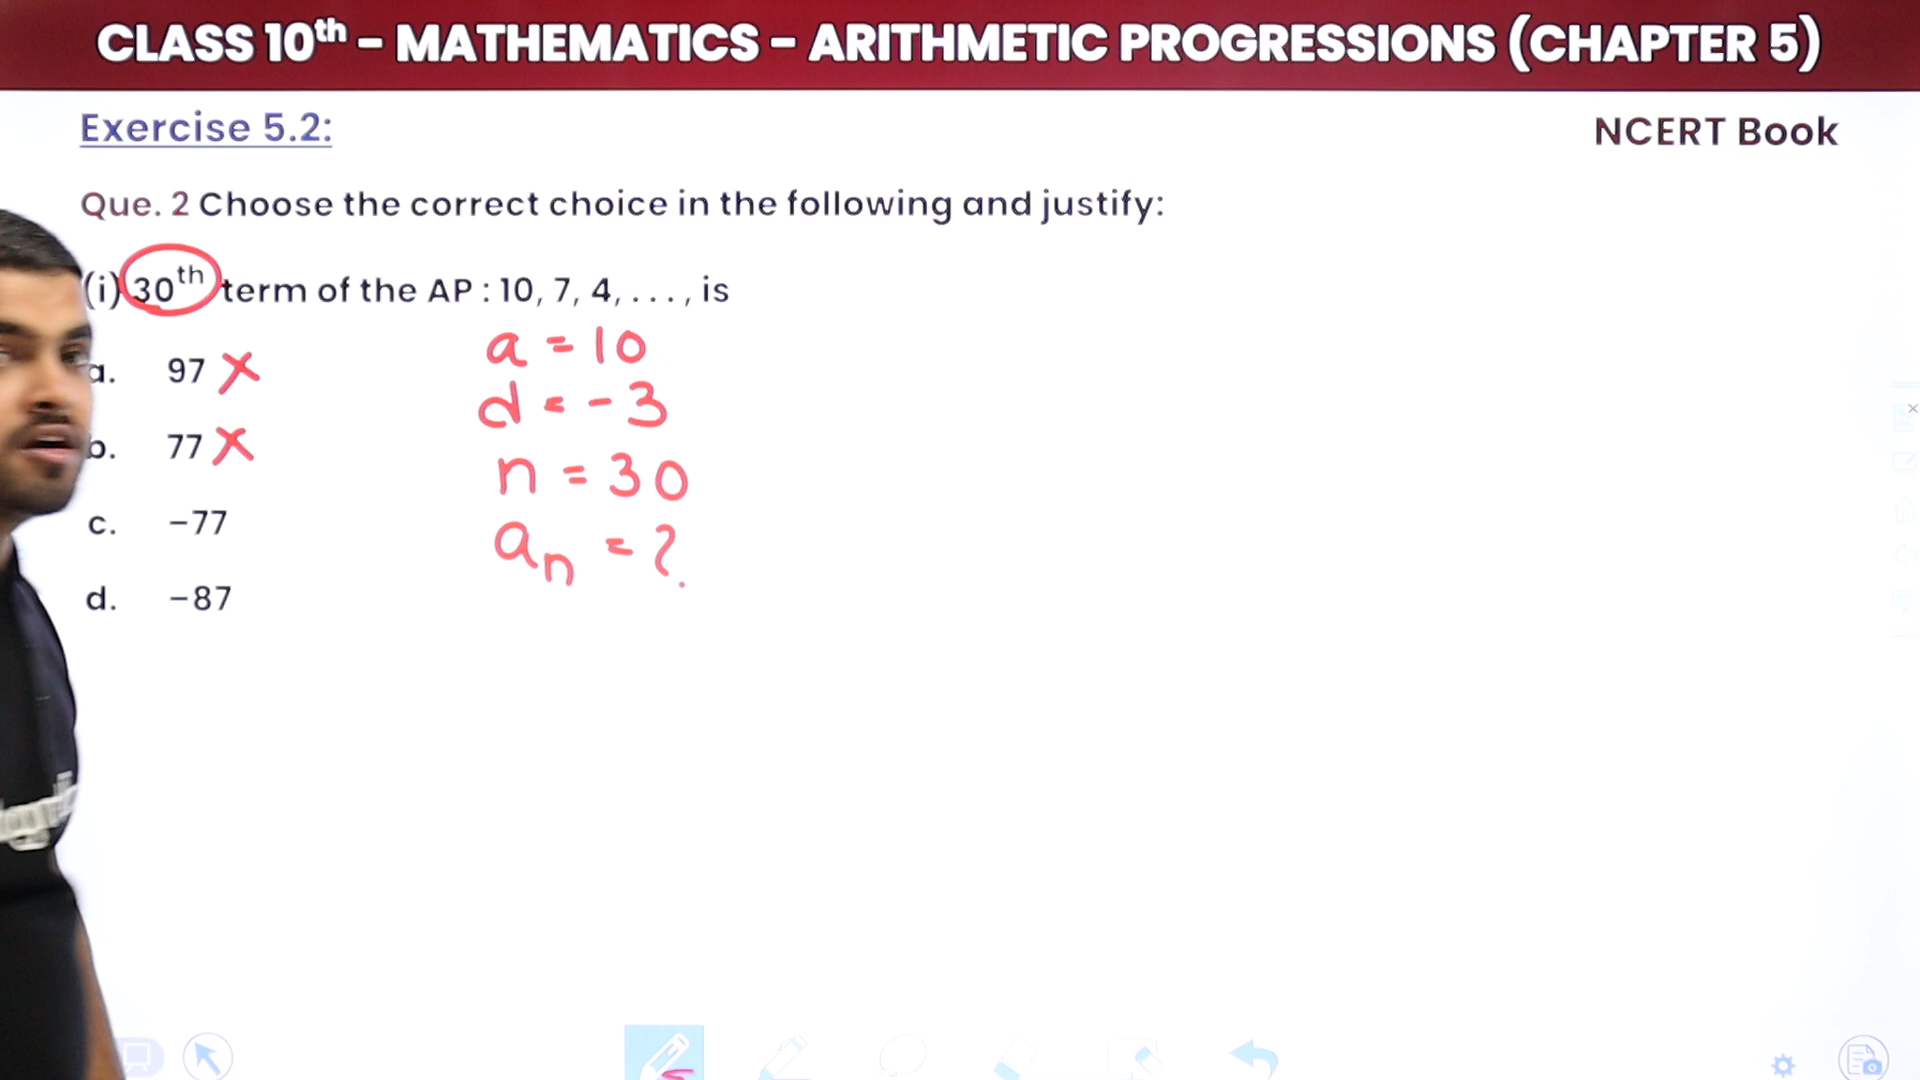 CLASS 10th - MATHEMATICS - ARITHMETIC PROGRESSIONS (CHAPTER 5)
Exercise 5.2:
NCERT Book
Que. 2 Choose the correct choice in the following and justify:
(i) 30th term of the AP : 10, 7, 4, . . . , is
a. 97 ✗
b. 77 ✗
c. −77
d. −87
a = 10
d = - 3
n = 30
an = ?